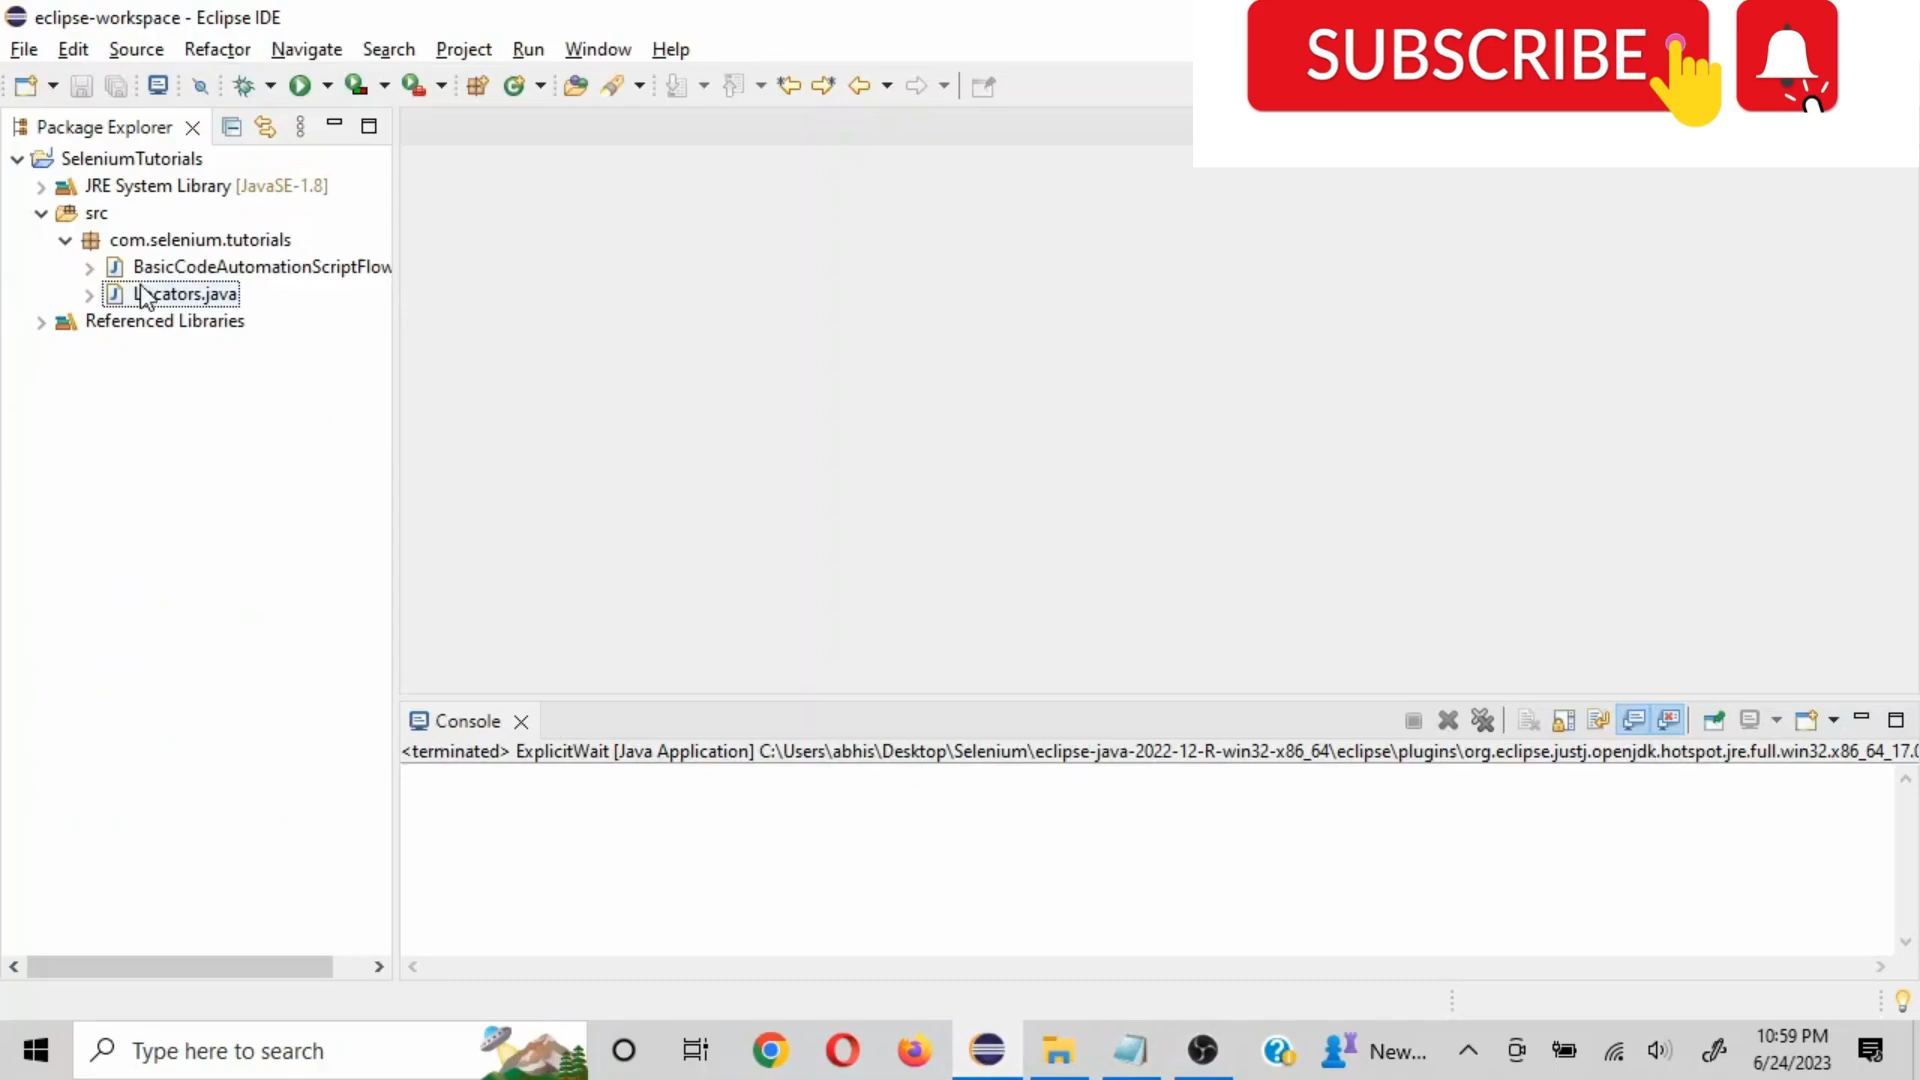 eclipse-workspace - Eclipse IDE
File Edit Source Refactor Navigate Search Project Run Window Help
SUBSCRIBE
Package Explorer
SeleniumTutorials
JRE System Library [JavaSE-1.8]
src
com.selenium.tutorials
BasicCodeAutomationScriptFlow
Locators.java
Referenced Libraries
Console
<terminated> ExplicitWait [Java Application] C:\Users\abhis\Desktop\Selenium\eclipse-java-2022-12-R-win32-x86_64\eclipse\plugins\org.eclipse.justj.openjdk.hotspot.jre.full.win32.x86_64_17.0
Type here to search
New...
10:59 PM
6/24/2023